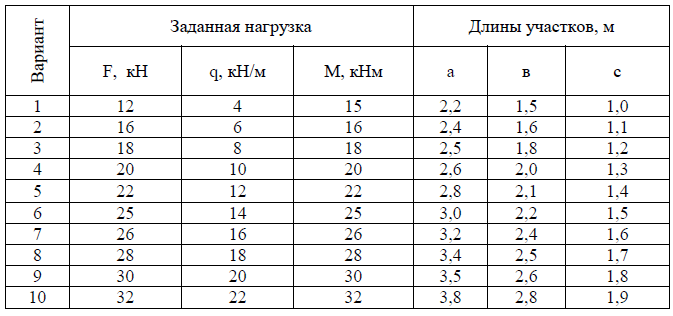 Вариант Заданная нагрузка Длины участков, м
F, кН q, кН/м М, кНм а в с
1 12 4 15 2,2 1,5 1,0
2 16 6 16 2,4 1,6 1,1
3 18 8 18 2,5 1,8 1,2
4 20 10 20 2,6 2,0 1,3
5 22 12 22 2,8 2,1 1,4
6 25 14 25 3,0 2,2 1,5
7 26 16 26 3,2 2,4 1,6
8 28 18 28 3,4 2,5 1,7
9 30 20 30 3,5 2,6 1,8
10 32 22 32 3,8 2,8 1,9